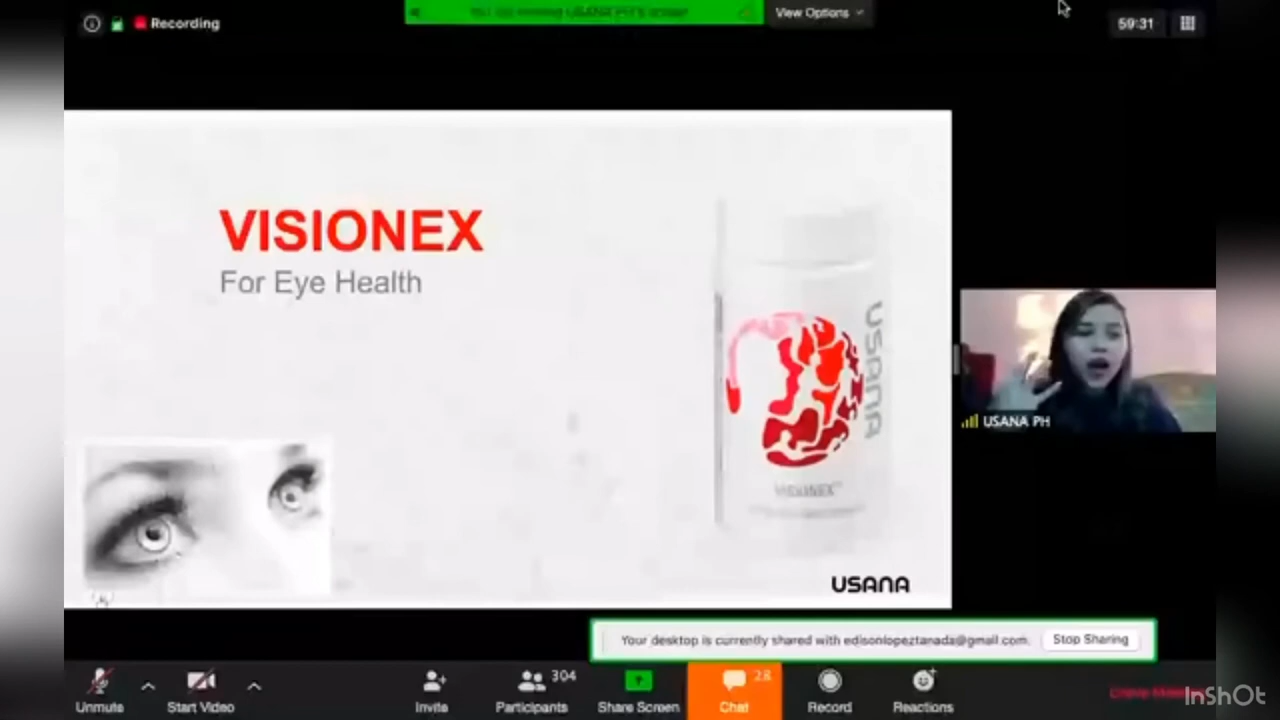 Recording
View Options
59:31
VISIONEX
For Eye Health
USANA
VISIONEX
USANA PH
USANA
Your desktop is currently shared with edisonlopeztanada@gmail.com.
Stop Sharing
Unmute
Start Video
Invite
304
Participants
Share Screen
28
Chat
Record
Reactions
InShOt